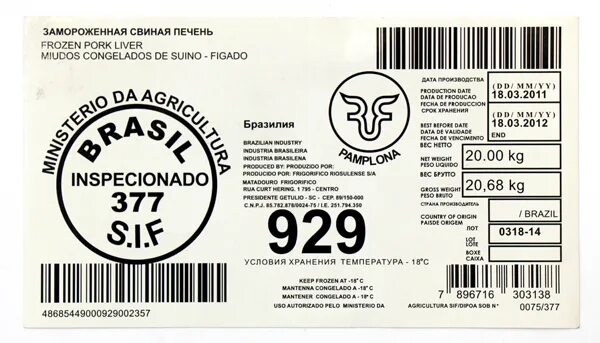 ЗАМОРОЖЕННАЯ СВИНАЯ ПЕЧЕНЬ
FROZEN PORK LIVER
MIUDOS CONGELADOS DE SUINO - FIGADO
MINISTERIO DA AGRICULTURA
BRASIL
INSPECIONADO
377
S.I.F
48685449000929002357
Бразилия
BRAZILIAN INDUSTRY
INDUSTRIA BRASILEIRA
INDUSTRIA BRASILENA
PRODUCED BY: PRODUZIDO POR:
PRODUCIDO POR: FRIGORIFICO RIOSULENSE S/A
MATADOURO FRIGORIFICO
RUA CURT HERING. 1 795 - CENTRO
PRESIDENTE GETULIO - SC - CEP. 89/150-000
C.N.P.J. 85.782.878/0024-75 / I.E. 251.794.350
929
УСЛОВИЯ ХРАНЕНИЯ ТЕМПЕРАТУРА - 18°C
KEEP FROZEN AT -18° C
MANTENHA CONGELADO A -18° C
MANTENER CONGELADO A - 18° C
USO AUTORIZADO PELO MINISTERIO DA
PAMPLONA
ДАТА ПРОИЗВОДСТВА
PRODUCTION DATE
DATA DE PRODUCAO
FECHA DE PRODUCCION
СРОК ХРАНЕНИЯ
(DD/ MM/YY)
18.03.2011
BEST BEFORE DATE
DATA DE VALIDADE
FECHA DE VENCIMENTO
(DD/ MM/YY)
18.03.2012
END
ВЕС НЕТТО
NET WEIGHT
PESO LIQUIDO
20.00 kg
ВЕС БРУТТО
GROSS WEIGHT
PESO BRUTO
20,68 kg
СТРАНА ПРОИЗВОДИТЕЛЬ
COUNTRY OF ORIGIN
PAISDE ORIGEM
/ BRAZIL
ЛОТ
LOT
LOTE
0318-14
BOXE
CAIXA
7 896716 303138
AGRICULTURA SIF/DIPOA SOB N°
0075/377